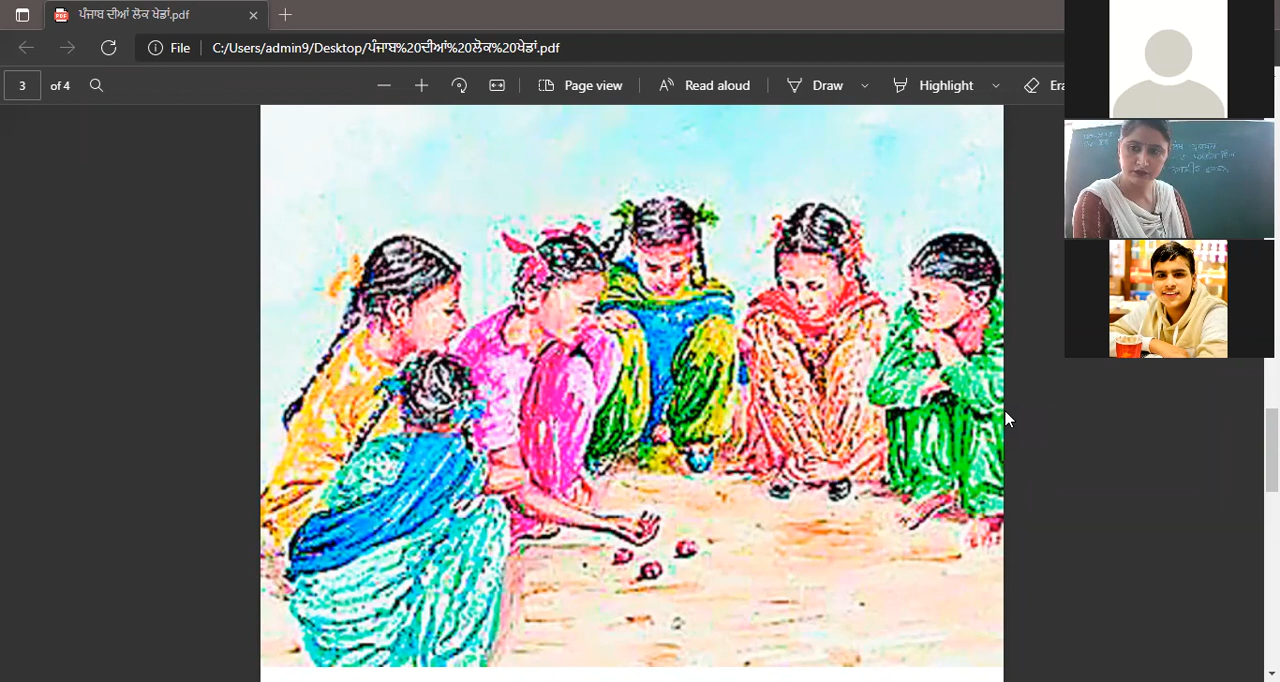 ਪੰਜਾਬ ਦੀਆਂ ਲੋਕ ਖੇਡਾਂ.pdf
File C:/Users/admin9/Desktop/ਪੰਜਾਬ%20ਦੀਆਂ%20ਲੋਕ%20ਖੇਡਾਂ.pdf
3 of 4 Page view Read aloud Draw Highlight